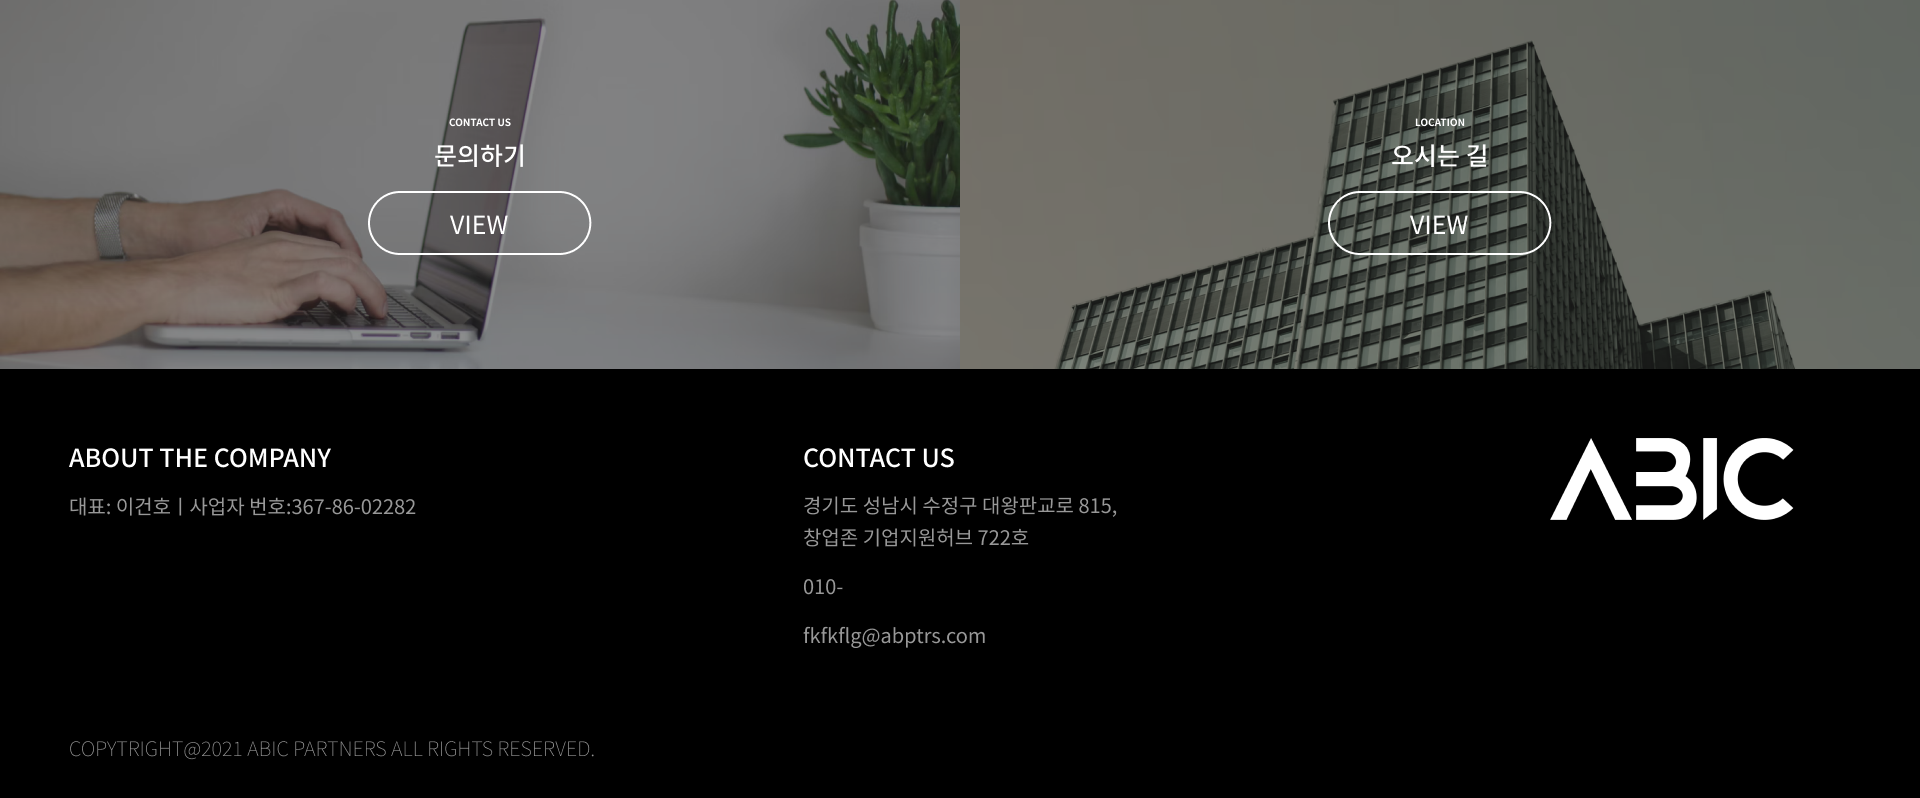 CONTACT US
문의하기
VIEW
LOCATION
오시는 길
VIEW
ABOUT THE COMPANY
대표: 이건호 | 사업자 번호:367-86-02282
CONTACT US
경기도 성남시 수정구 대왕판교로 815,
창업존 기업지원허브 722호
010-
fkfkflg@abptrs.com
ABIC
COPYTRIGHT@2021 ABIC PARTNERS ALL RIGHTS RESERVED.